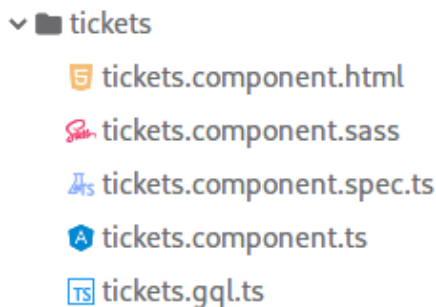 tickets
tickets.component.html
tickets.component.sass
tickets.component.spec.ts
tickets.component.ts
tickets.gql.ts